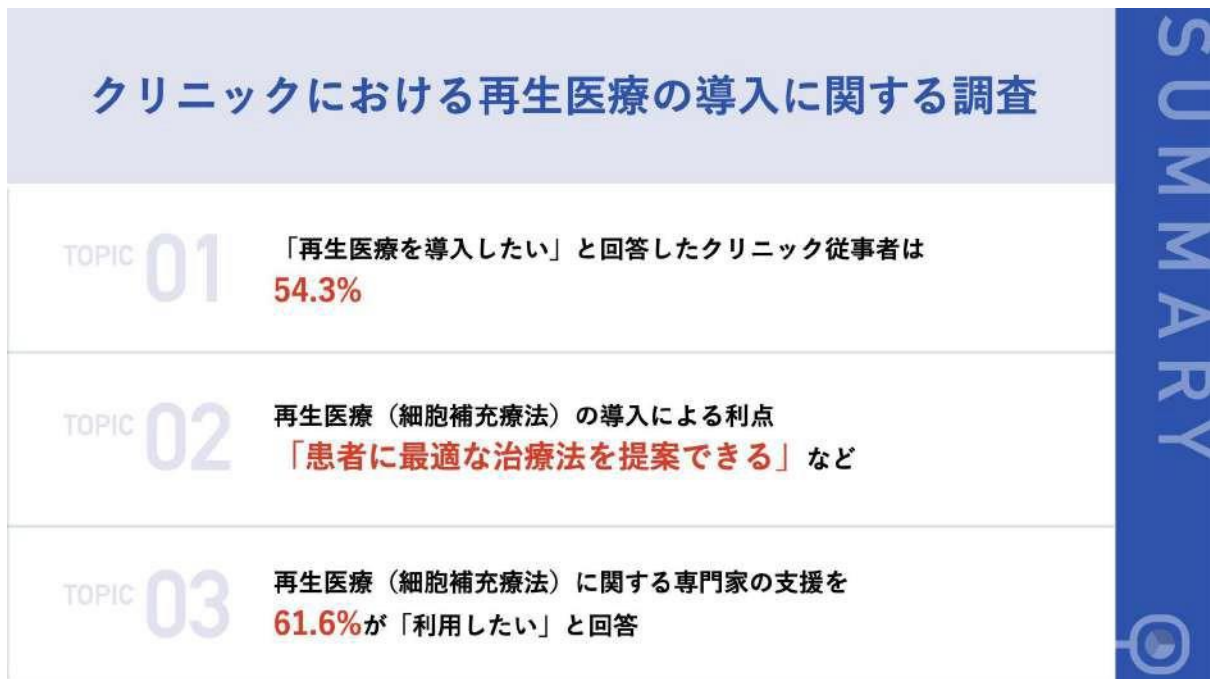 クリニックにおける再生医療の導入に関する調査
TOPIC 01
「再生医療を導入したい」と回答したクリニック従事者は
54.3%
TOPIC 02
再生医療（細胞補充療法）の導入による利点
「患者に最適な治療法を提案できる」など
TOPIC 03
再生医療（細胞補充療法）に関する専門家の支援を
61.6%が「利用したい」と回答
SUMMARY